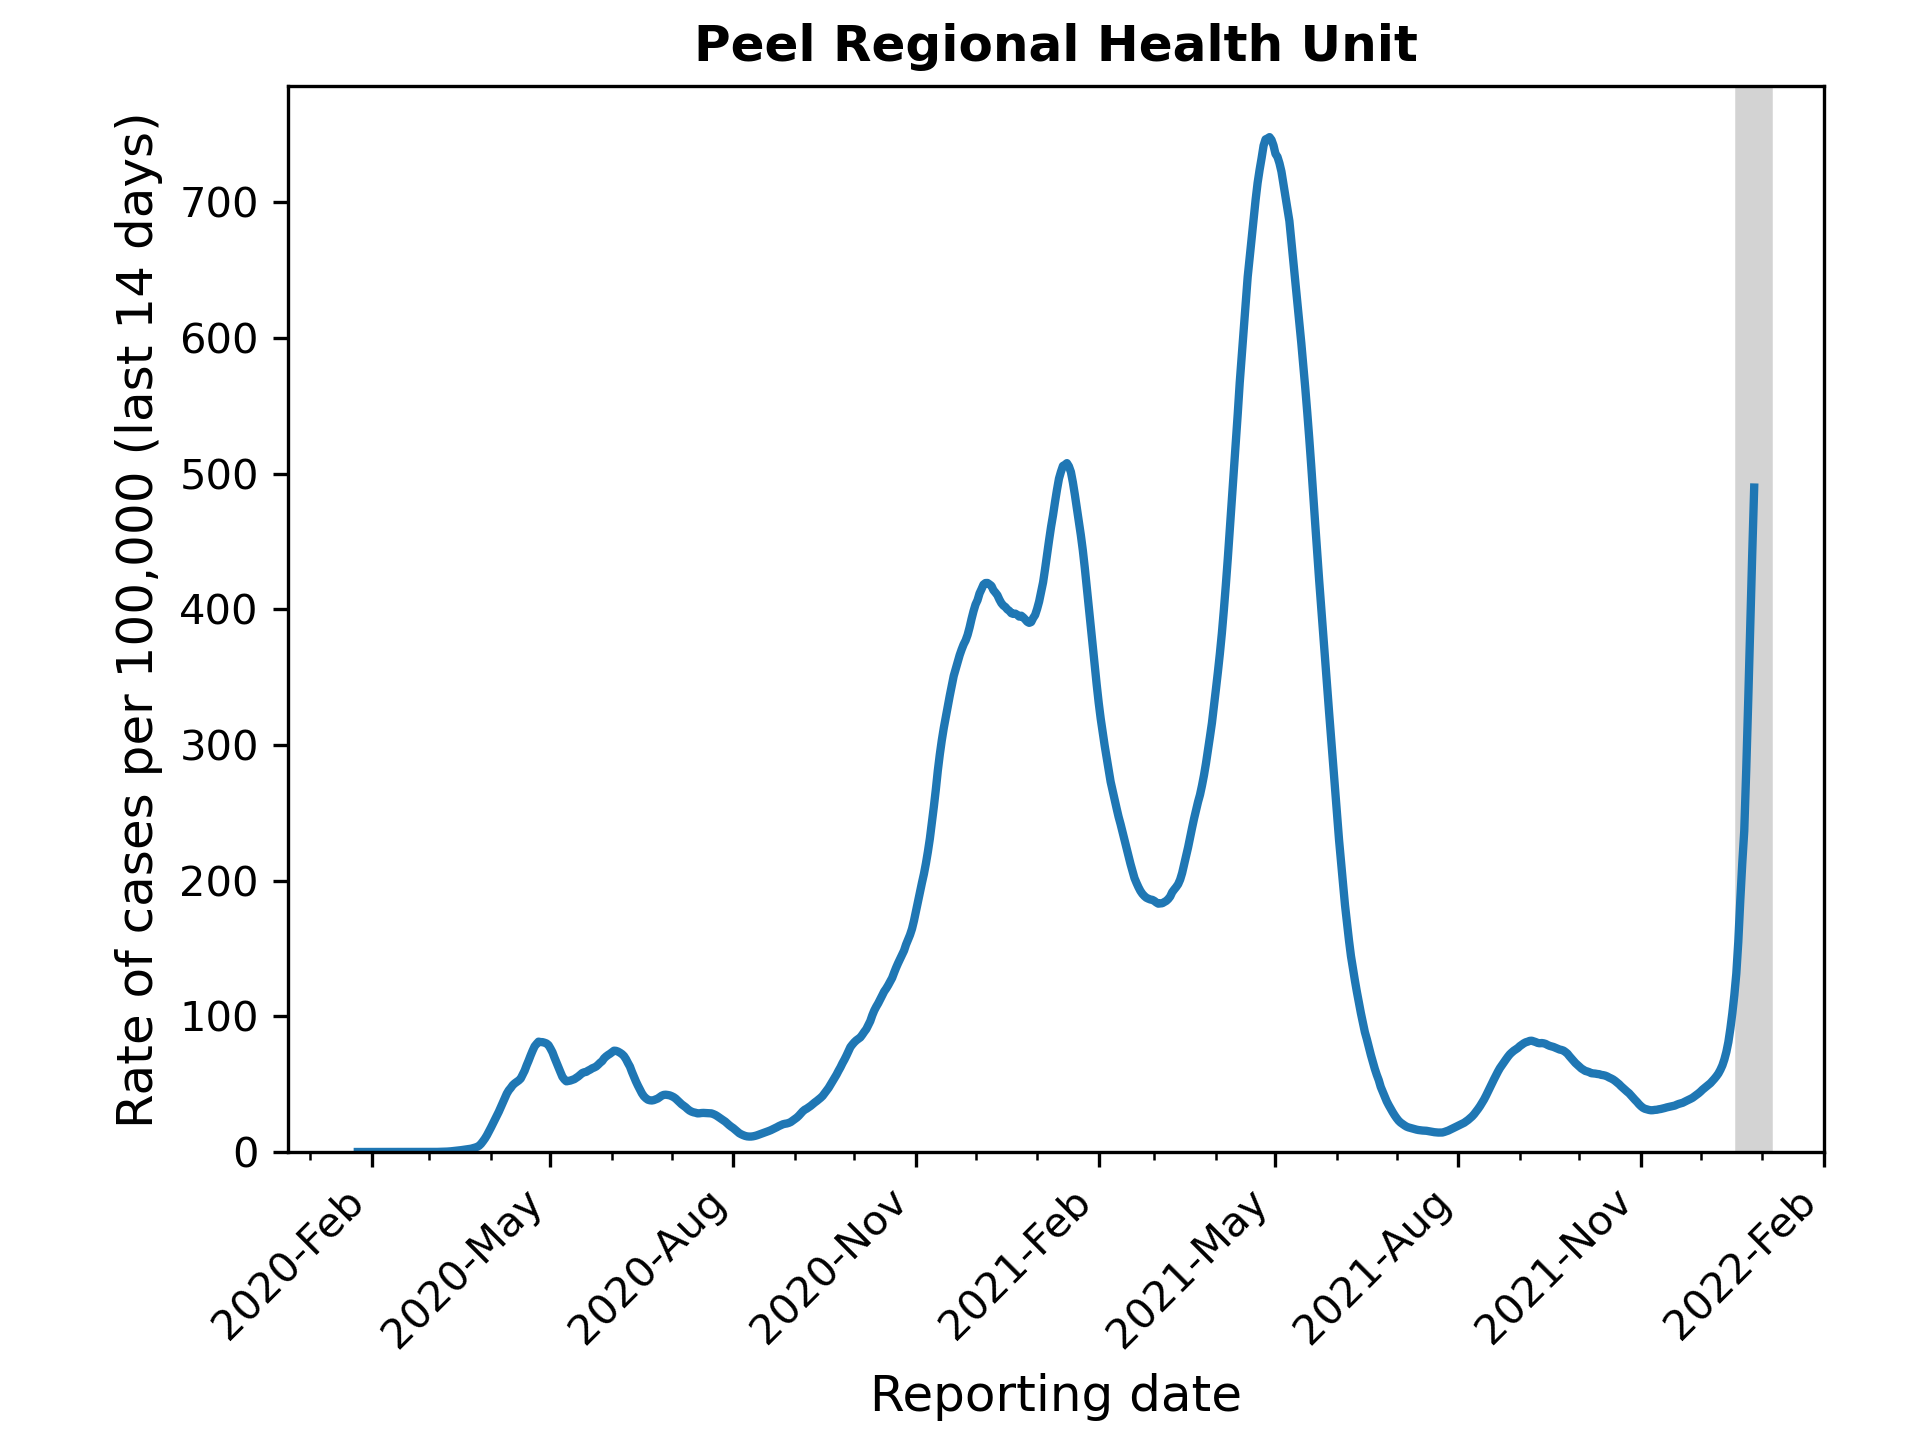 Peel Regional Health Unit
Rate of cases per 100,000 (last 14 days)
700
600
500
400
300
200
100
0
2020-Feb
2020-May
2020-Aug
2020-Nov
2021-Feb
2021-May
2021-Aug
2021-Nov
2022-Feb
Reporting date